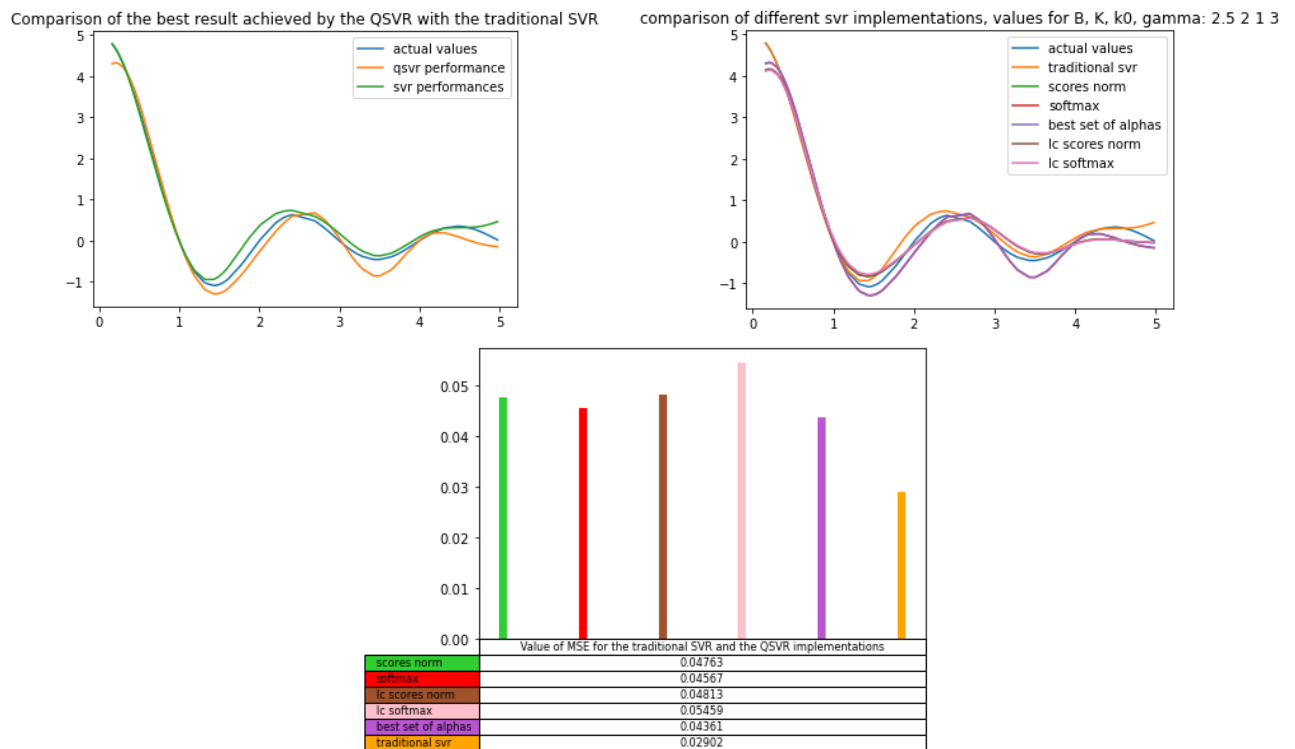 Comparison of the best result achieved by the QSVR with the traditional SVR
5
4
3
2
1
0
−1
0 1 2 3 4 5
actual values
qsvr performance
svr performances
comparison of different svr implementations, values for B, K, k0, gamma: 2.5 2 1 3
5
4
3
2
1
0
−1
0 1 2 3 4 5
actual values
traditional svr
scores norm
softmax
best set of alphas
lc scores norm
lc softmax
0.05
0.04
0.03
0.02
0.01
0.00
Value of MSE for the traditional SVR and the QSVR implementations
scores norm 0.04763
softmax 0.04567
lc scores norm 0.04813
lc softmax 0.05459
best set of alphas 0.04361
traditional svr 0.02902